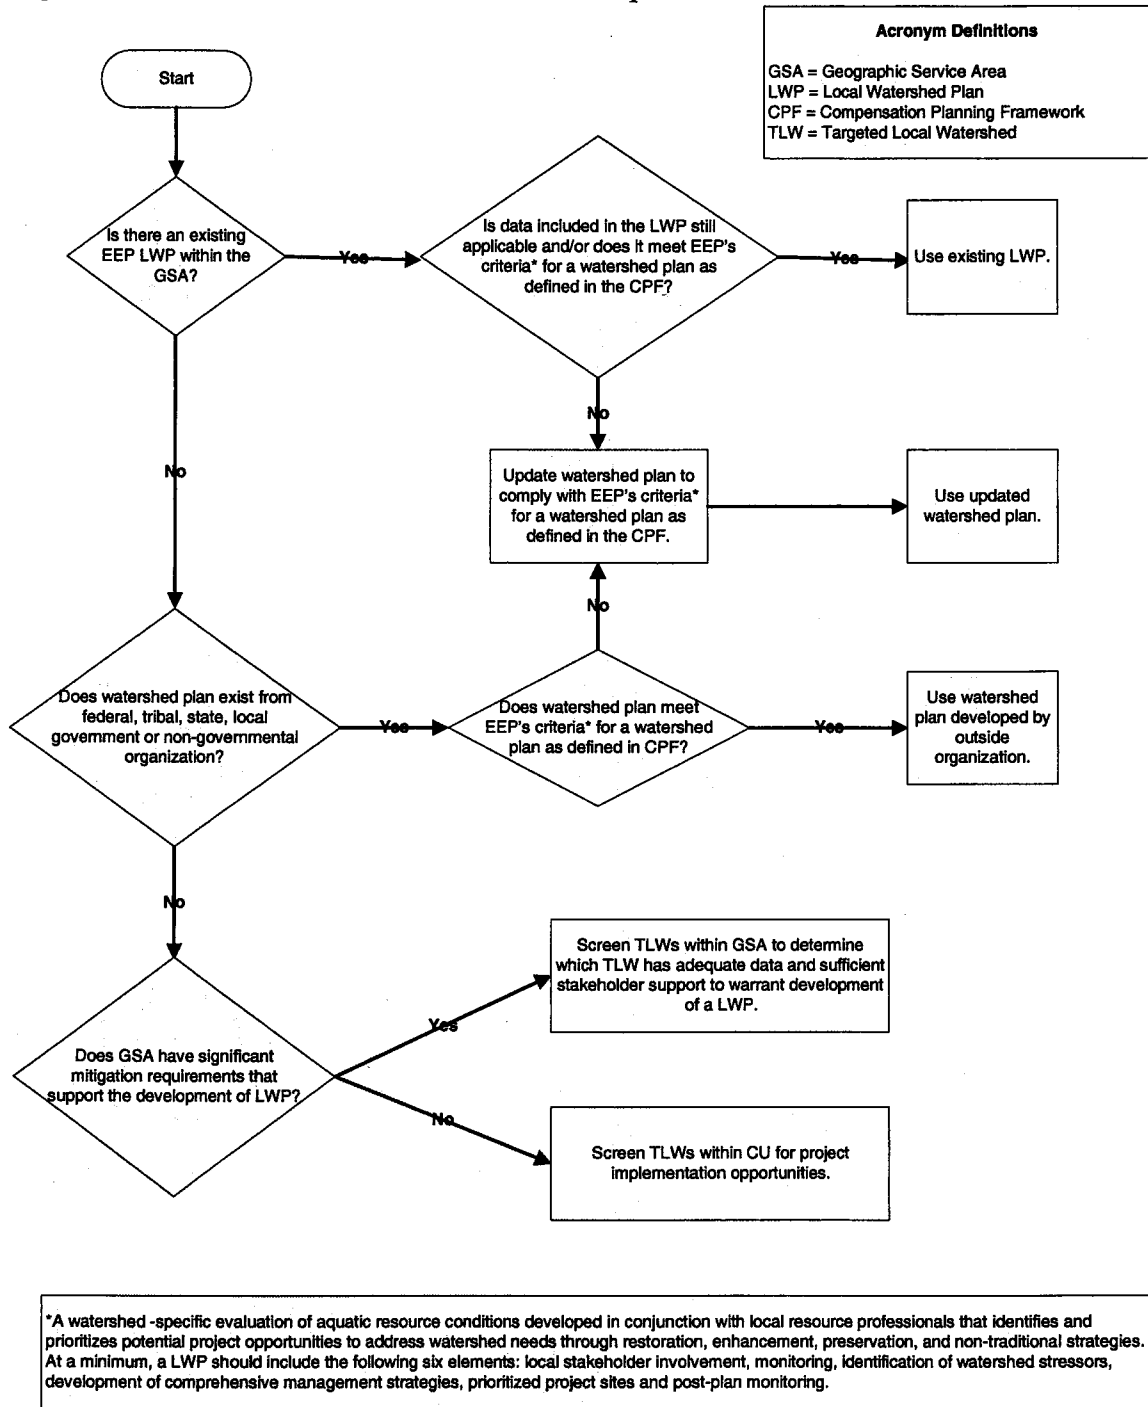 Acronym Definitions
GSA = Geographic Service Area
LWP = Local Watershed Plan
CPF = Compensation Planning Framework
TLW = Targeted Local Watershed
Start
Is there an existing
EEP LWP within the
GSA?
Yes
Is data included in the LWP still
applicable and/or does it meet EEP's
criteria* for a watershed plan as
defined in the CPF?
Yes
Use existing LWP.
No
No
Update watershed plan to
comply with EEP's criteria*
for a watershed plan as
defined in the CPF.
Use updated
watershed plan.
No
Does watershed plan exist from
federal, tribal, state, local
government or non-governmental
organization?
Yes
Does watershed plan meet
EEP's criteria* for a watershed
plan as defined in CPF?
Yes
Use watershed
plan developed by
outside
organization.
No
Does GSA have significant
mitigation requirements that
support the development of LWP?
Yes
Screen TLWs within GSA to determine
which TLW has adequate data and sufficient
stakeholder support to warrant development
of a LWP.
No
Screen TLWs within CU for project
implementation opportunities.
*A watershed -specific evaluation of aquatic resource conditions developed in conjunction with local resource professionals that identifies and
prioritizes potential project opportunities to address watershed needs through restoration, enhancement, preservation, and non-traditional strategies.
At a minimum, a LWP should include the following six elements: local stakeholder involvement, monitoring, identification of watershed stressors,
development of comprehensive management strategies, prioritized project sites and post-plan monitoring.